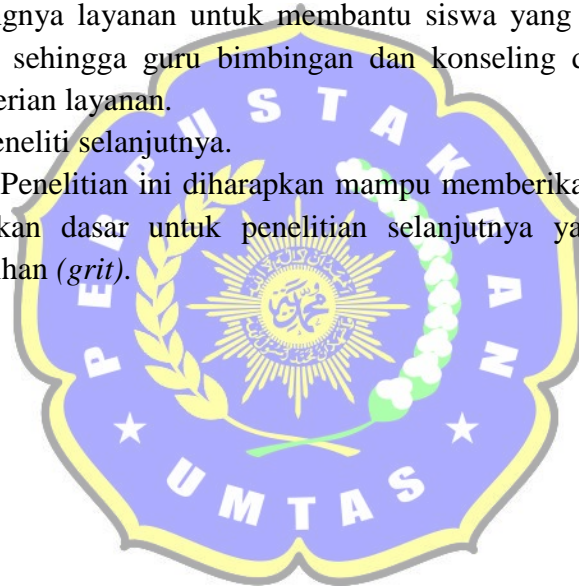 gnya layanan untuk membantu siswa yang
sehingga guru bimbingan dan konseling
erian layanan.
eneliti selanjutnya.
Penelitian ini diharapkan mampu memberika
kan dasar untuk penelitian selanjutnya ya
han (grit).
PERPUSTAKAAN
UMTAS